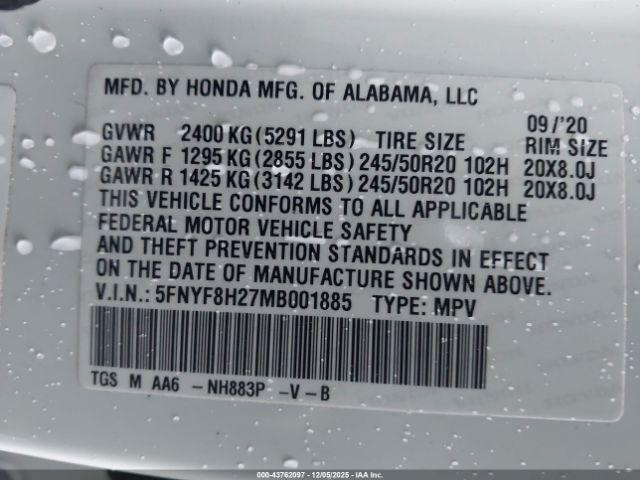 MFD. BY HONDA MFG. OF ALABAMA, LLC
09/'20
GVWR 2400 KG(5291 LBS) TIRE SIZE RIM SIZE
GAWR F 1295 KG(2855 LBS)245/50R20 102H 20X8.0J
GAWR R 1425 KG(3142 LBS)245/50R20 102H 20X8.0J
THIS VEHICLE CONFORMS TO ALL APPLICABLE
FEDERAL MOTOR VEHICLE SAFETY
AND THEFT PREVENTION STANDARDS IN EFFECT
ON THE DATE OF MANUFACTURE SHOWN ABOVE.
V.I.N.: 5FNYF8H27MB001885 TYPE: MPV
TGS M AA6 -NH883P -V-B
000-43762097 - 12/05/2025 - IAA Inc. - Copart